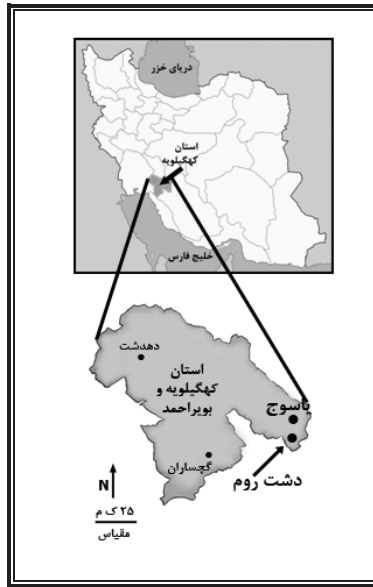 دریای خزر
استان
کهگیلویه
خلیج فارس
دهدشت
استان
کهگیلویه و
بویراحمد
یاسوج
گچساران
دشت روم
N
۲۵ ک م
مقیاس